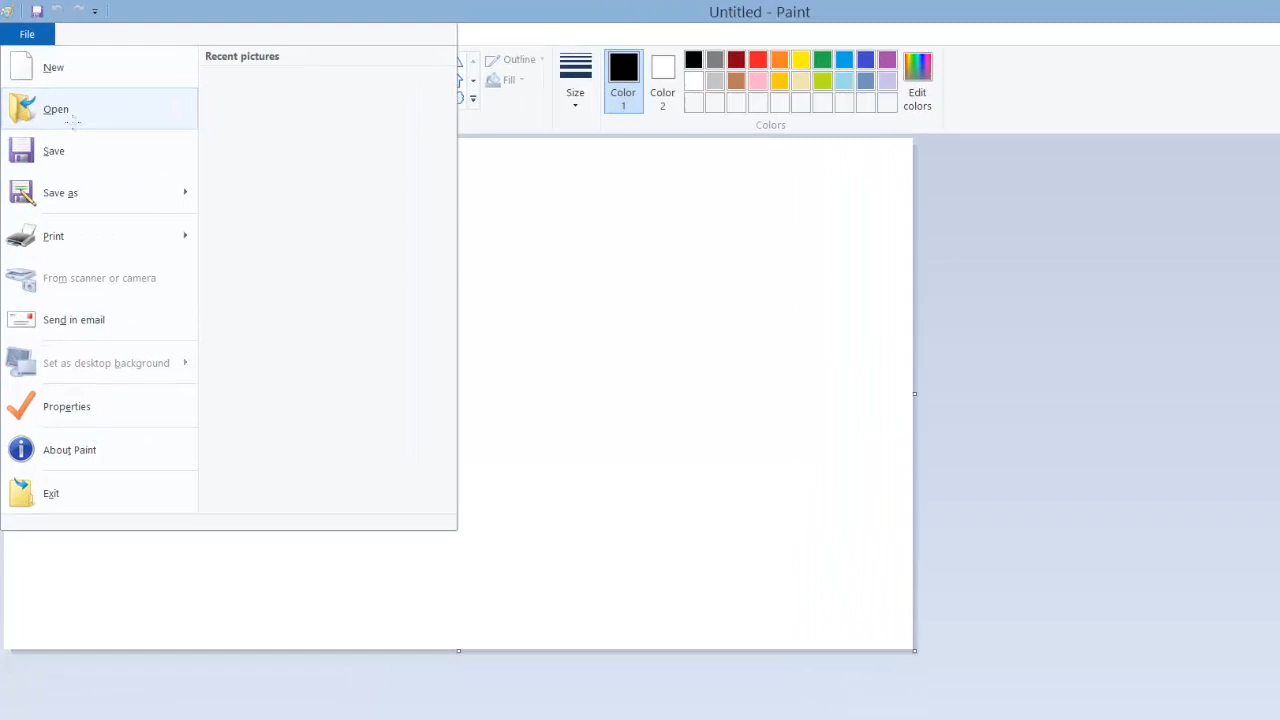 Untitled - Paint
File
New
Open
Save
Save as
Print
From scanner or camera
Send in email
Set as desktop background
Properties
About Paint
Exit
Recent pictures
Outline
Fill
Size
Color
1
Color
2
Edit
colors
Colors